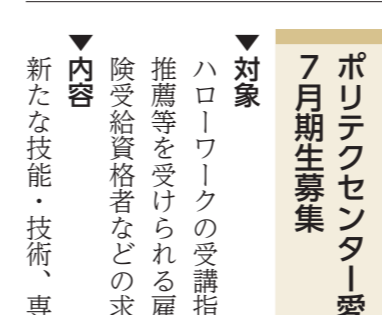 ポリテクセンター愛
7月期生募集
▼対象
ハローワークの受講指
推薦等を受けられる雇
険受給資格者などの求
▼内容
新たな技能・技術、専